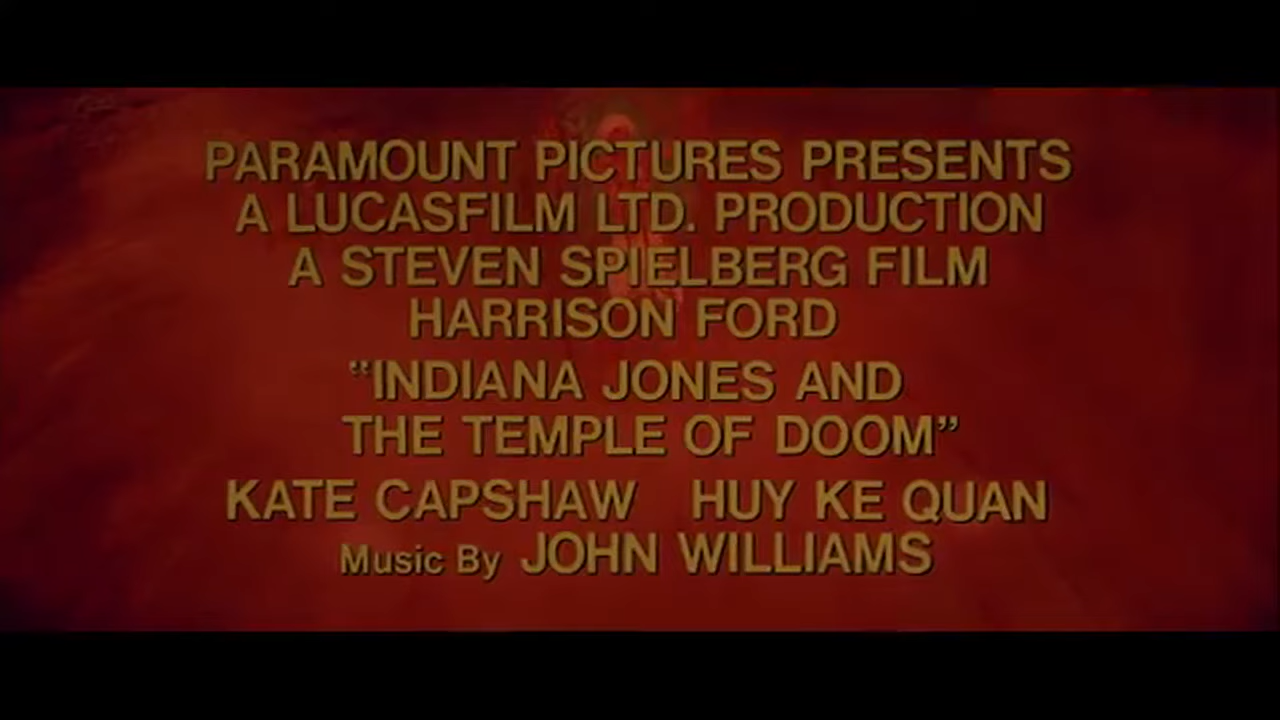 PARAMOUNT PICTURES PRESENTS
A LUCASFILM LTD. PRODUCTION
A STEVEN SPIELBERG FILM
HARRISON FORD
“INDIANA JONES AND
THE TEMPLE OF DOOM”
KATE CAPSHAW HUY KE QUAN
Music By JOHN WILLIAMS